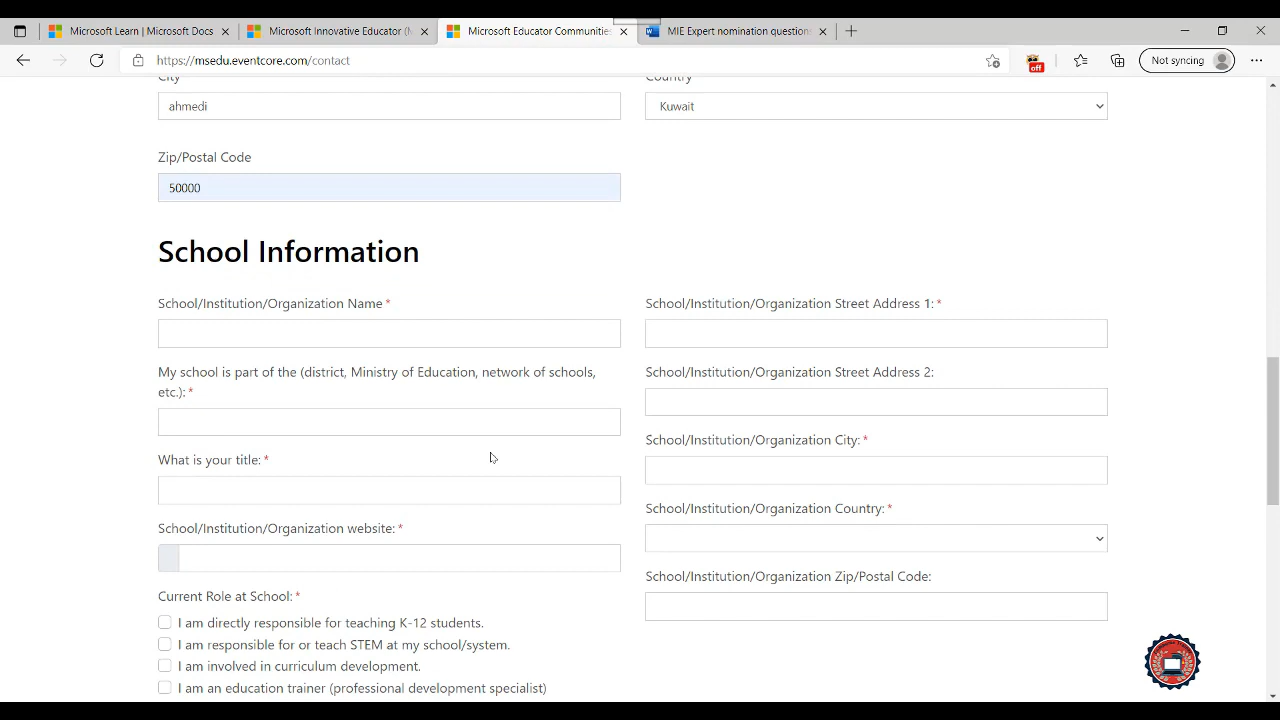 Microsoft Learn | Microsoft Docs
Microsoft Innovative Educator (M
Microsoft Educator Communities
MIE Expert nomination question
https://msedu.eventcore.com/contact
off
Not syncing
City
Country
ahmedi
Kuwait
Zip/Postal Code
50000
School Information
School/Institution/Organization Name *
School/Institution/Organization Street Address 1: *
My school is part of the (district, Ministry of Education, network of schools,
etc.): *
School/Institution/Organization Street Address 2:
School/Institution/Organization City: *
What is your title: *
School/Institution/Organization Country: *
School/Institution/Organization website: *
School/Institution/Organization Zip/Postal Code:
Current Role at School: *
I am directly responsible for teaching K-12 students.
I am responsible for or teach STEM at my school/system.
I am involved in curriculum development.
I am an education trainer (professional development specialist)